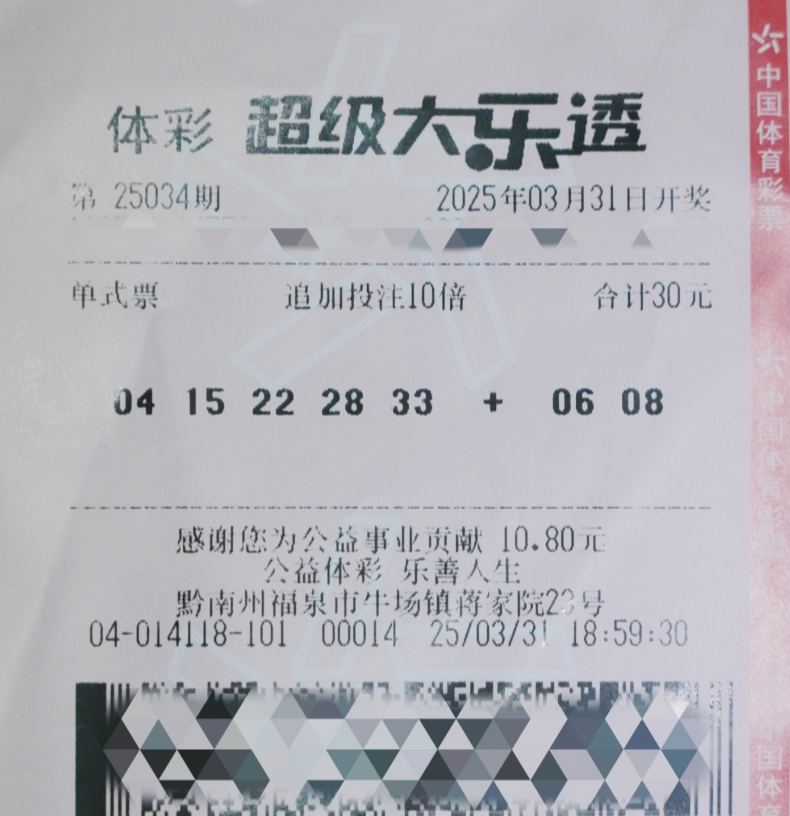 体彩 超级大乐透
第 25034期 2025年03月31日开奖
单式票 追加投注10倍 合计30元
04 15 22 28 33 + 06 08
感谢您为公益事业贡献 10.80元
公益体彩 乐善人生
黔南州福泉市牛场镇蒋家院23号
04-014118-101 00014 25/03/31 18:59:30
中国体育彩票
中国体育彩票
国体育